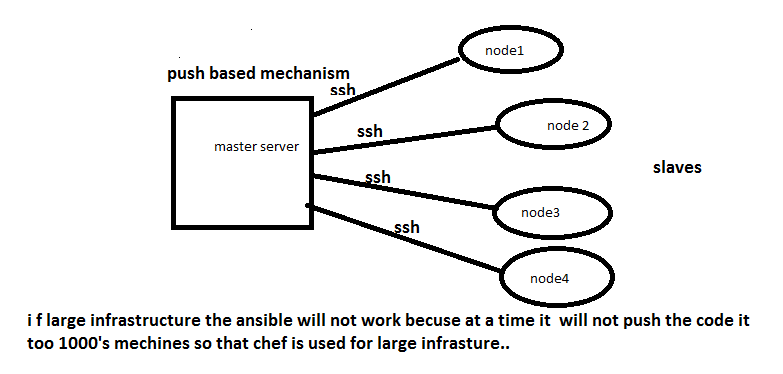 node1
push based mechanism
ssh
ssh
node 2
master server
slaves
ssh
node3
ssh
node4
i f large infrastructure the ansible will not work becuse at a time it will not push the code it
too 1000's mechines so that chef is used for large infrasture..